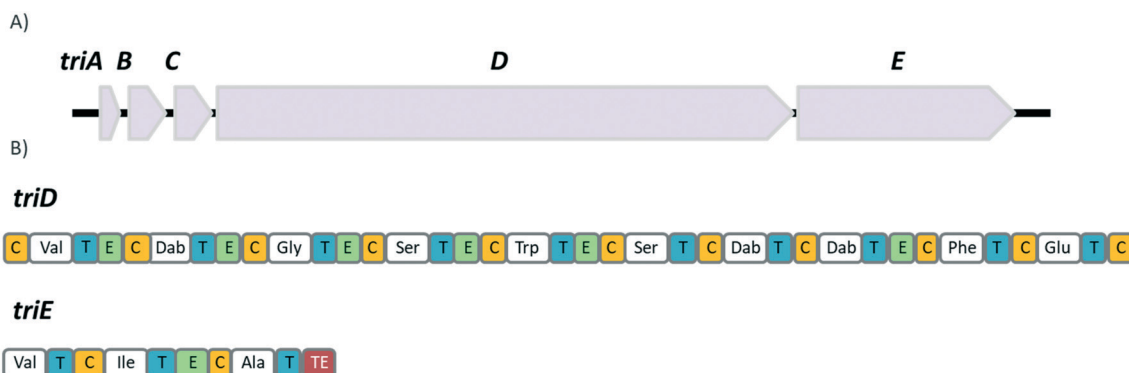 A)
triA B C D E
B)
triD
C Val T E C Dab T E C Gly T E C Ser T E C Trp T E C Ser T C Dab T C Dab T E C Phe T C Glu T C
triE
Val T C Ile T E C Ala T TE